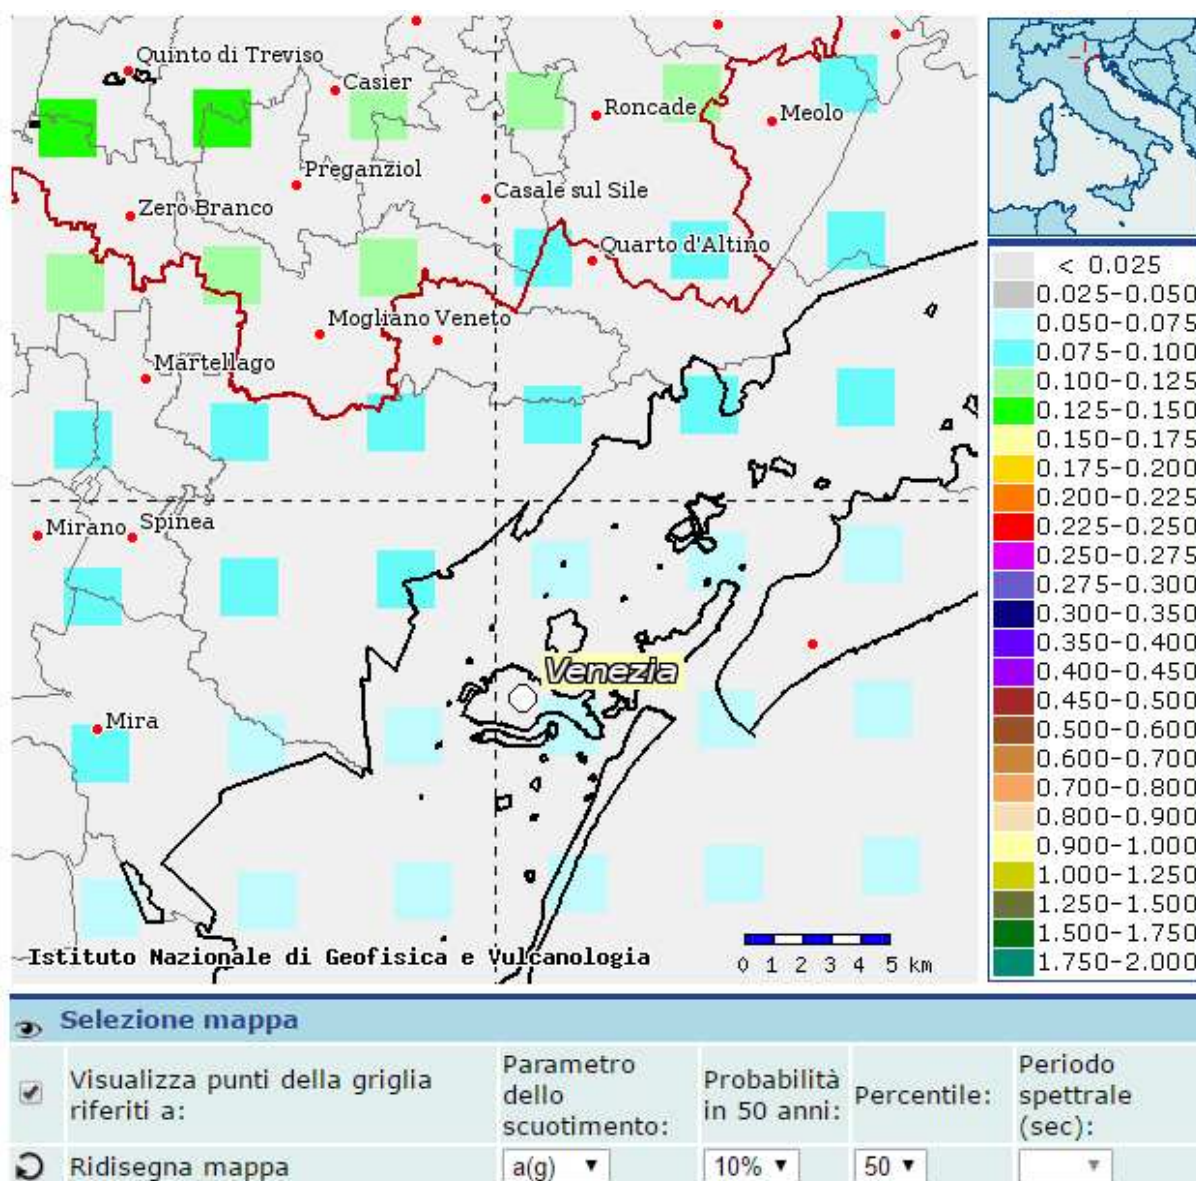 Quinto di Treviso
Casier
Roncade
Meolo
Preganziol
Casale sul Sile
Zero Branco
Quarto d'Altino
Mogliano Veneto
Martellago
Mirano
Spinea
Venezia
Mira
Istituto Nazionale di Geofisica e Vulcanologia
0 1 2 3 4 5 km
< 0.025
0.025-0.050
0.050-0.075
0.075-0.100
0.100-0.125
0.125-0.150
0.150-0.175
0.175-0.200
0.200-0.225
0.225-0.250
0.250-0.275
0.275-0.300
0.300-0.350
0.350-0.400
0.400-0.450
0.450-0.500
0.500-0.600
0.600-0.700
0.700-0.800
0.800-0.900
0.900-1.000
1.000-1.250
1.250-1.500
1.500-1.750
1.750-2.000
Selezione mappa
Visualizza punti della griglia
riferiti a:
Parametro
dello
scuotimento:
Probabilità
in 50 anni:
Percentile:
Periodo
spettrale
(sec):
Ridisegna mappa
a(g)
10%
50